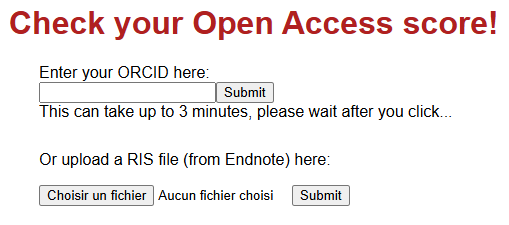 Check your Open Access score!
Enter your ORCID here:
Submit
This can take up to 3 minutes, please wait after you click...
Or upload a RIS file (from Endnote) here:
Choisir un fichier Aucun fichier choisi Submit